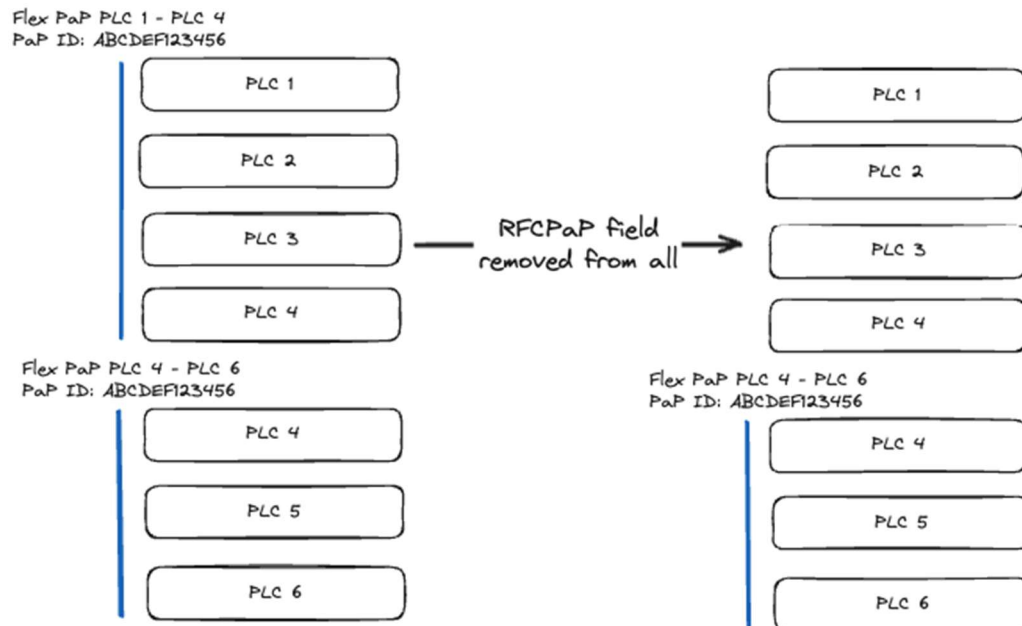 Flex PaP PLC 1 - PLC 4
PaP ID: ABCDEF123456
PLC 1
PLC 2
PLC 3
PLC 4
Flex PaP PLC 4 - PLC 6
PaP ID: ABCDEF123456
PLC 4
PLC 5
PLC 6
RFCPaP field
removed from all
PLC 1
PLC 2
PLC 3
PLC 4
Flex PaP PLC 4 - PLC 6
PaP ID: ABCDEF123456
PLC 4
PLC 5
PLC 6